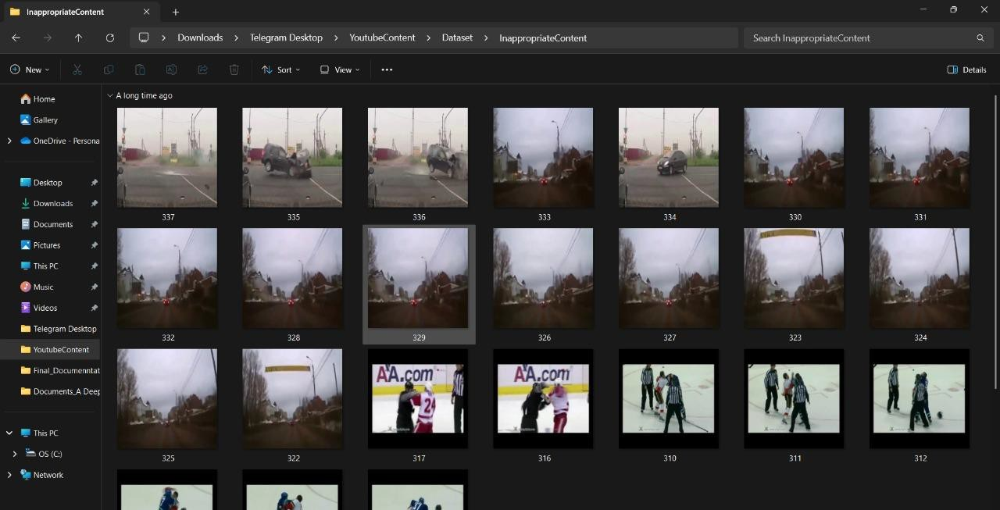 InappropriateContent
Downloads > Telegram Desktop > YoutubeContent > Dataset > InappropriateContent
Search InappropriateContent
New
Sort
View
Details
Home
Gallery
OneDrive - Persona
Desktop
Downloads
Documents
Pictures
This PC
Music
Videos
Telegram Desktop
YoutubeContent
Final_Documenntat
Documents_A Deep
This PC
OS (C:)
Network
A long time ago
337 335 336 333 334 330 331
332 328 329 326 327 323 324
AA.com
24
AA.com
325 322 317 316 310 311 312